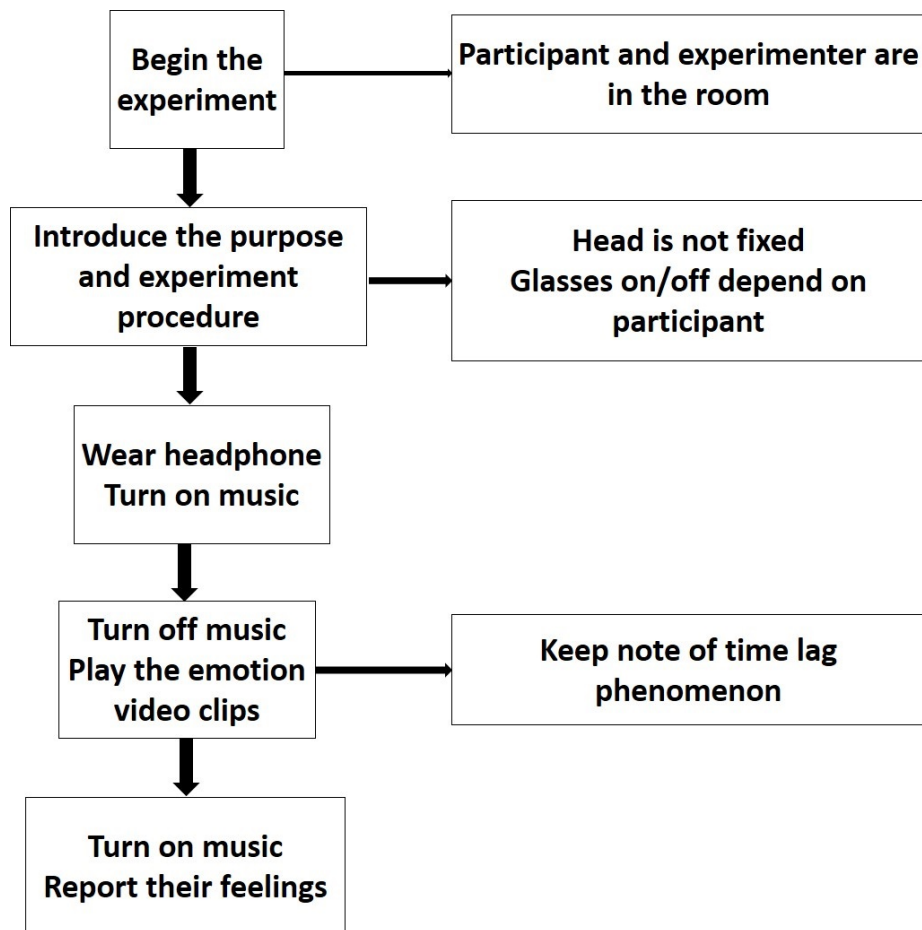 Begin the
experiment
Participant and experimenter are
in the room
Introduce the purpose
and experiment
procedure
Head is not fixed
Glasses on/off depend on
participant
Wear headphone
Turn on music
Turn off music
Play the emotion
video clips
Keep note of time lag
phenomenon
Turn on music
Report their feelings